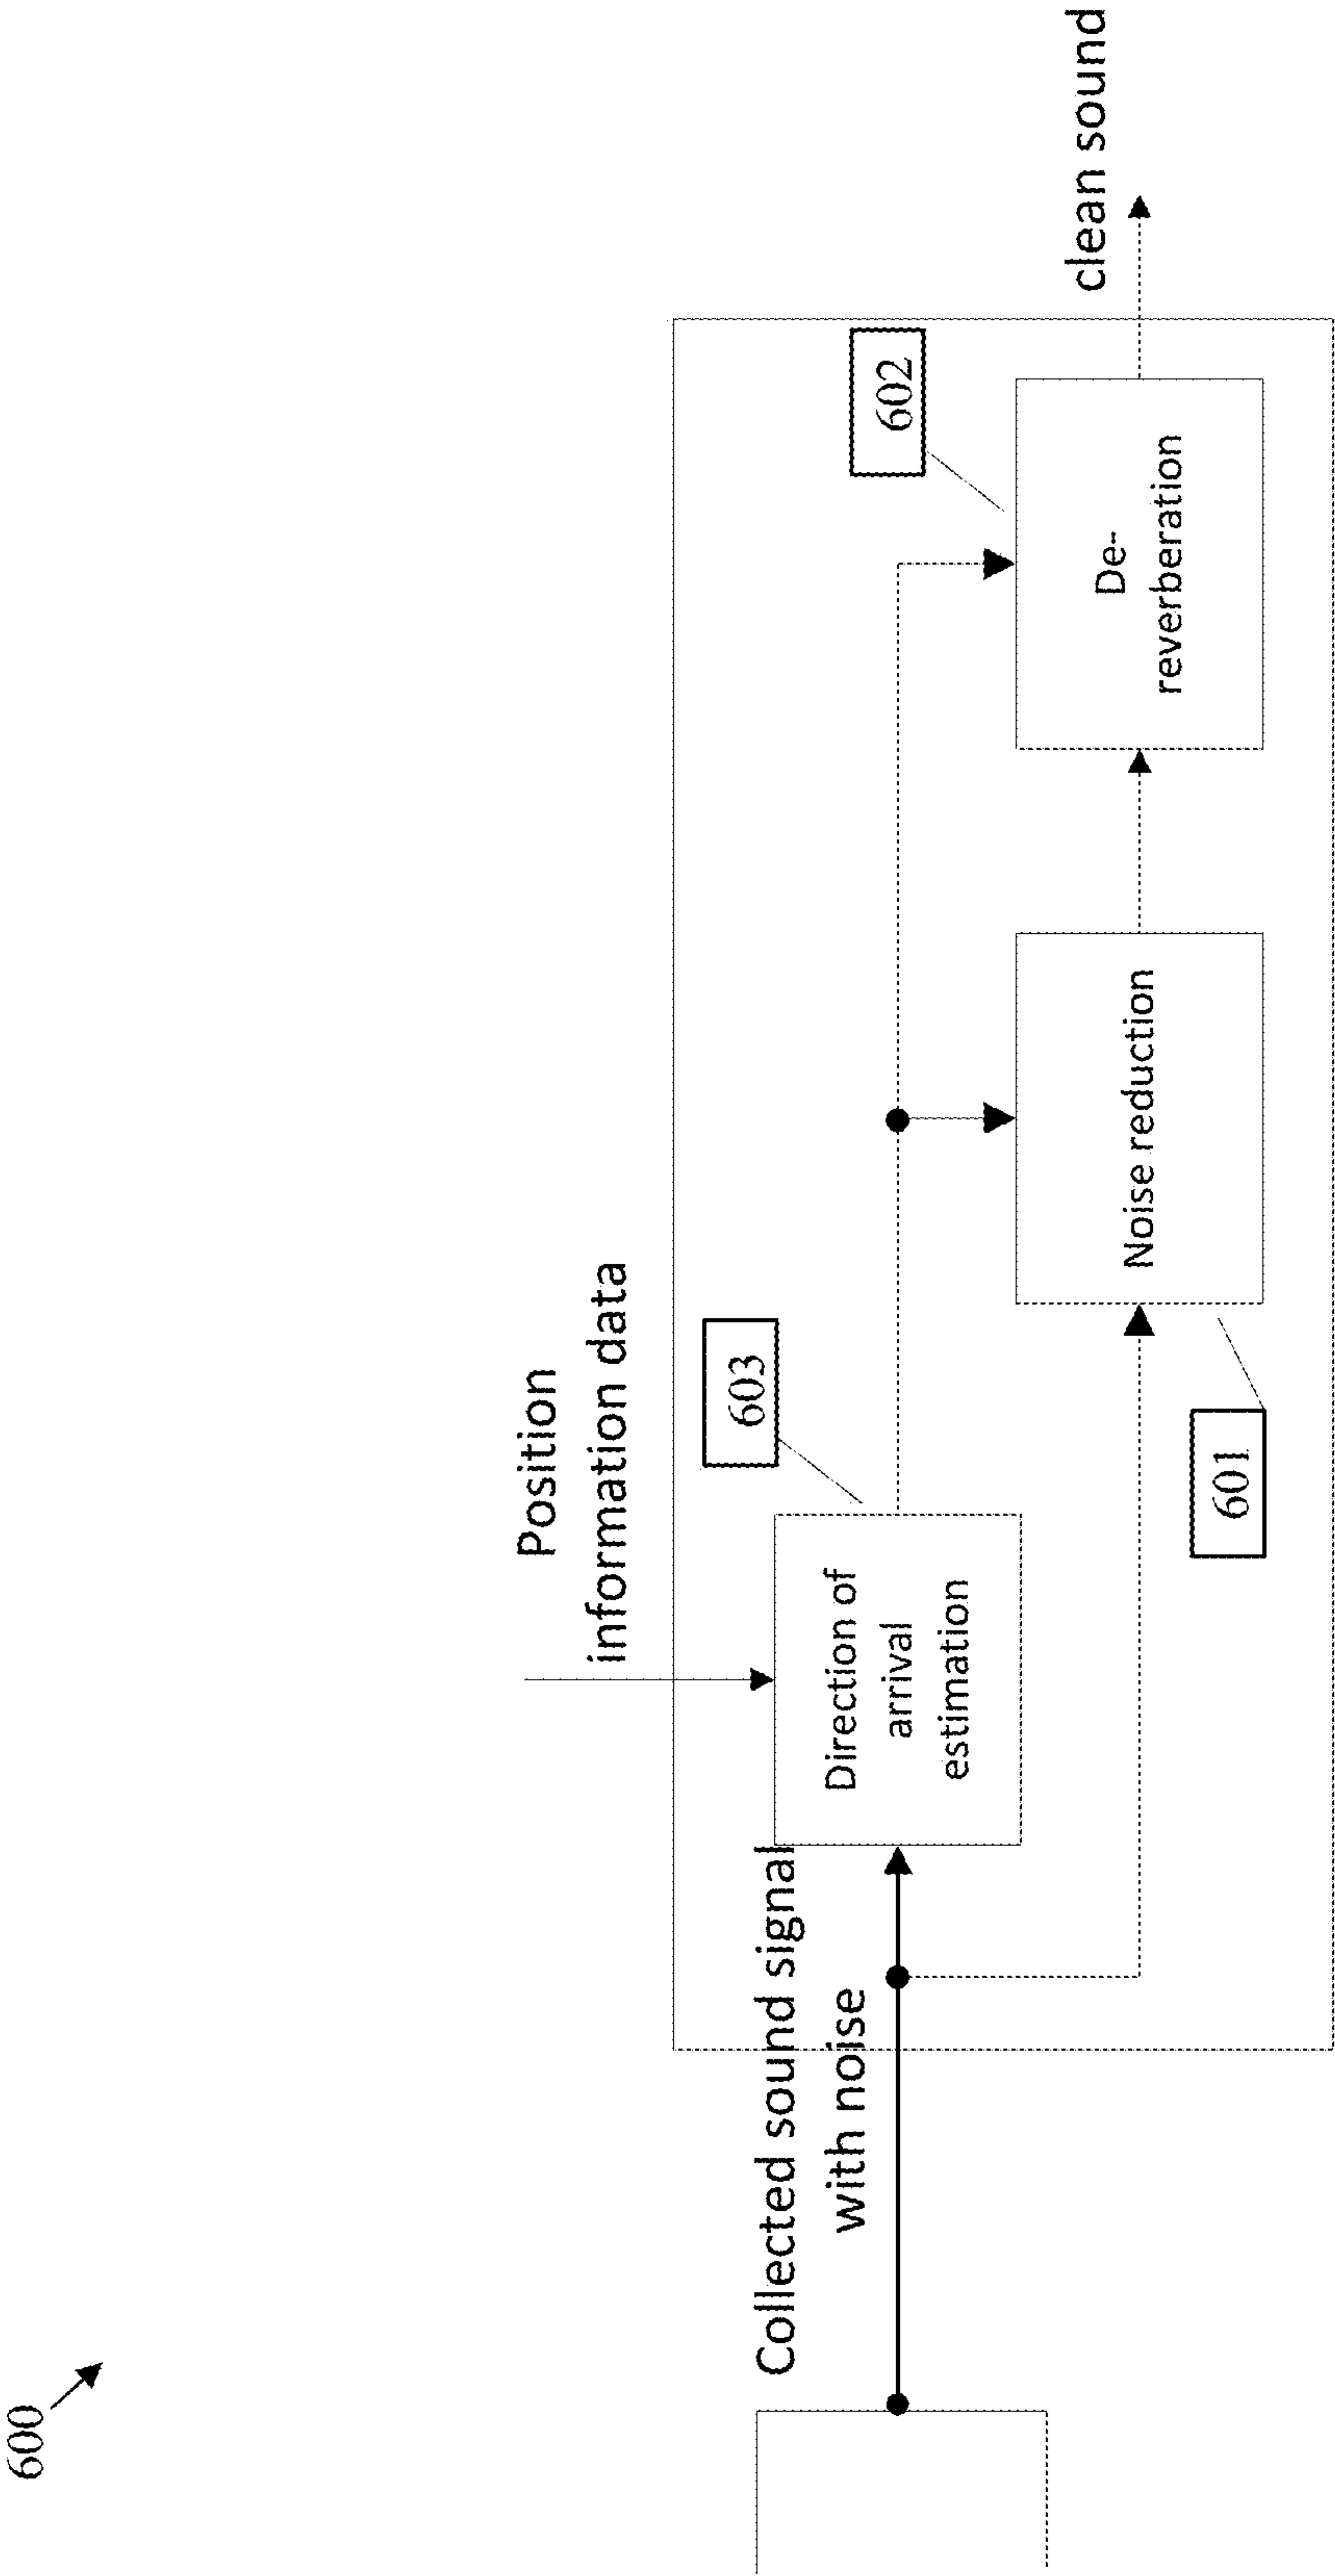 600
Position
information data
Collected sound signal
with noise
603
Direction of
arrival
estimation
601
Noise reduction
602
De-
reverberation
clean sound